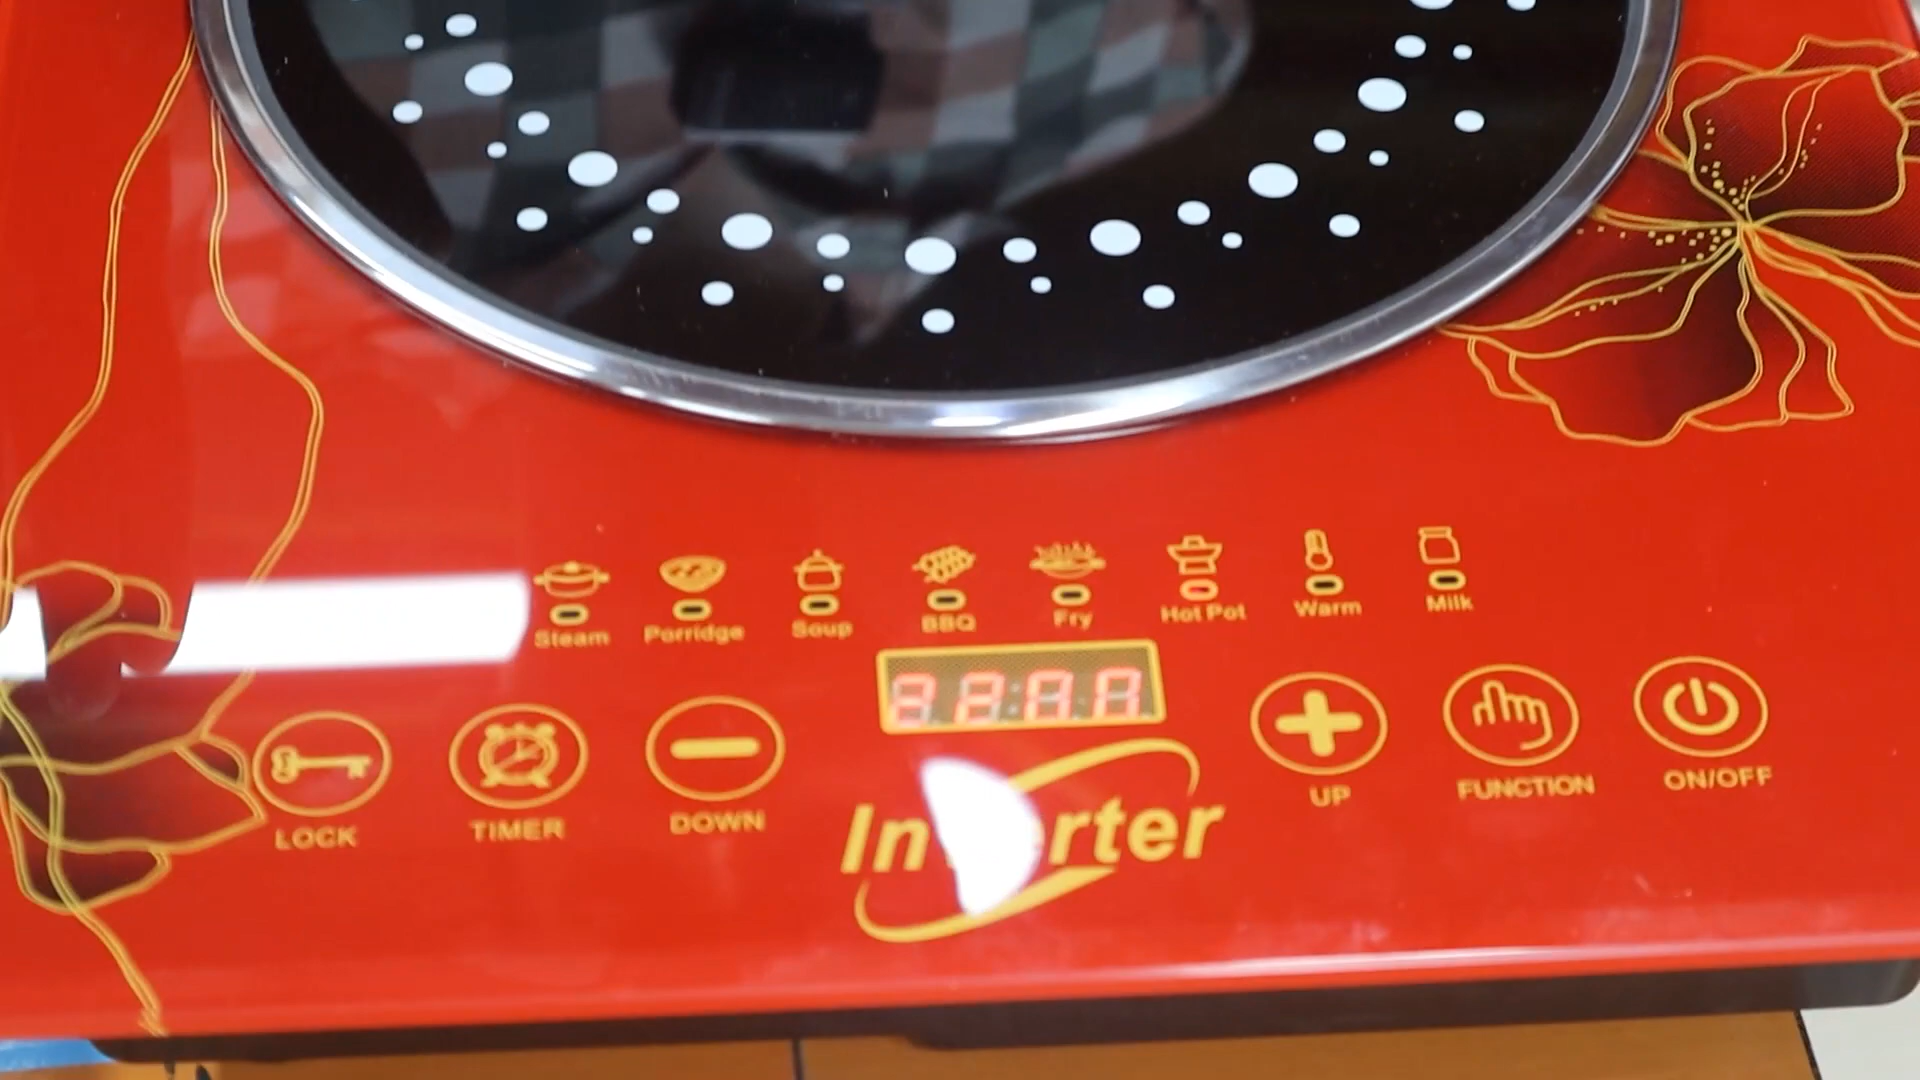 Steam Porridge Soup BBQ Fry Hot Pot Warm Milk
LOCK TIMER DOWN UP FUNCTION ON/OFF